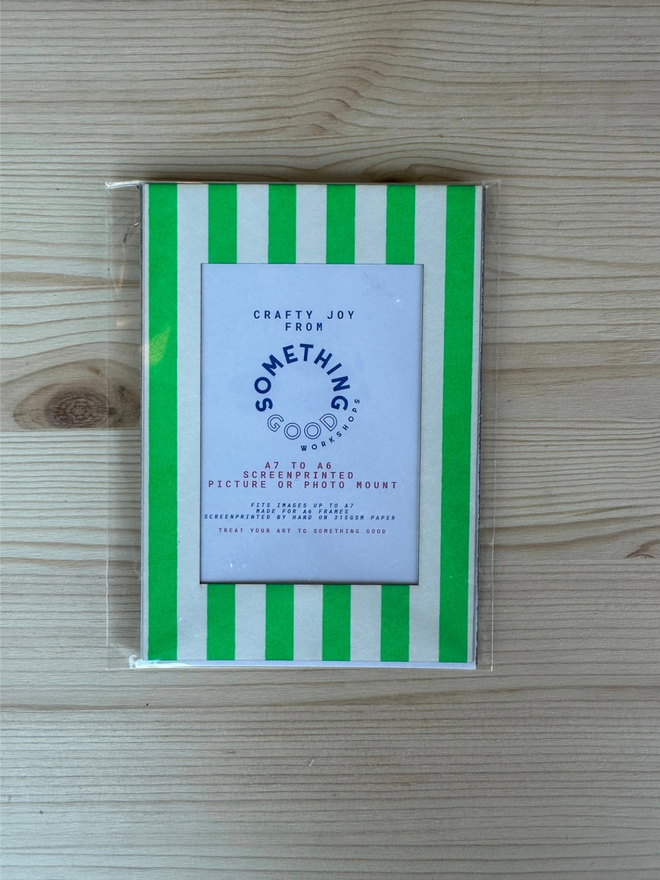 CRAFTY JOY
FROM
SOMETHING
GOOD
WORKSHOPS
A7 TO A6
SCREENPRINTED
PICTURE OR PHOTO MOUNT
FITS IMAGES UP TO A7
MADE FOR A6 FRAMES
SCREENPRINTED BY HAND ON 315GSM PAPER
TREAT YOUR ART TO SOMETHING GOOD